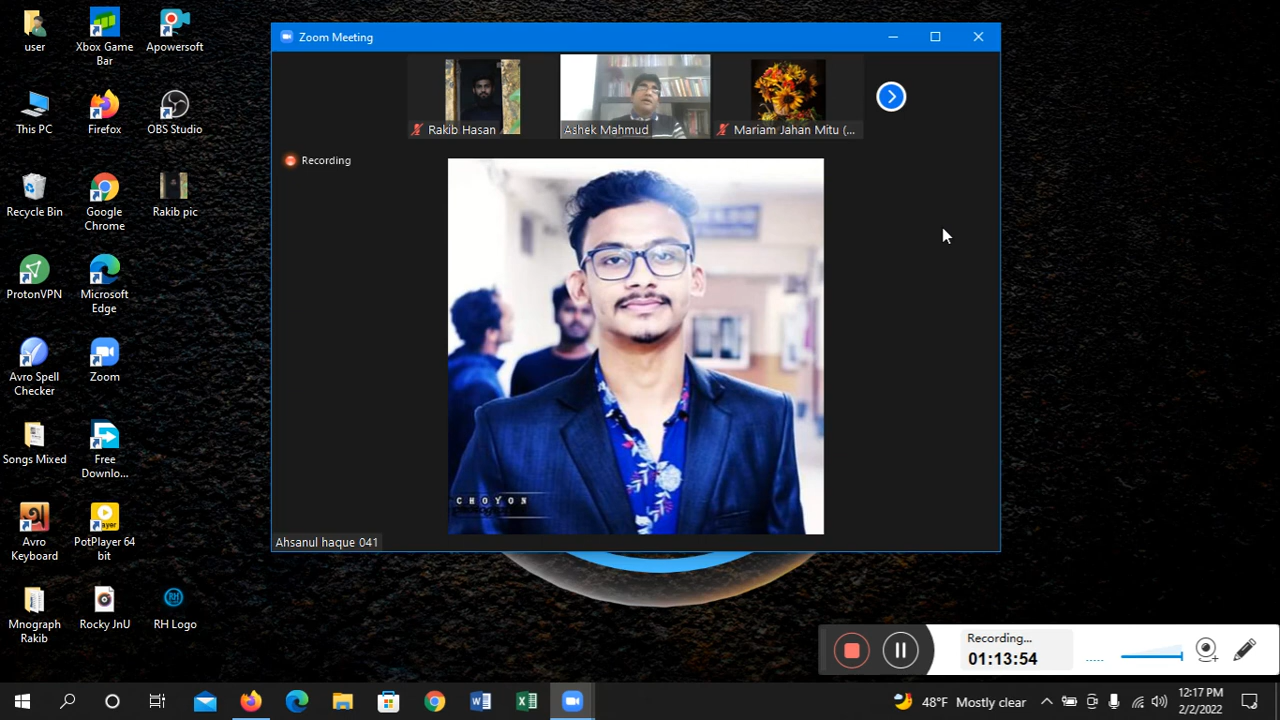 user
Xbox Game
Bar
Apowersoft
This PC
Firefox
OBS Studio
Recycle Bin
Google
Chrome
Rakib pic
ProtonVPN
Microsoft
Edge
Avro Spell
Checker
Zoom
Songs Mixed
Free
Downlo...
Avro
Keyboard
PotPlayer 64
bit
Mnograph
Rakib
Rocky JnU
RH Logo
Zoom Meeting
Rakib Hasan
Ashek Mahmud
Mariam Jahan Mitu (...
Recording
CHOYON
Ahsanul haque 041
Recording...
01:13:54
48°F Mostly clear
12:17 PM
2/2/2022